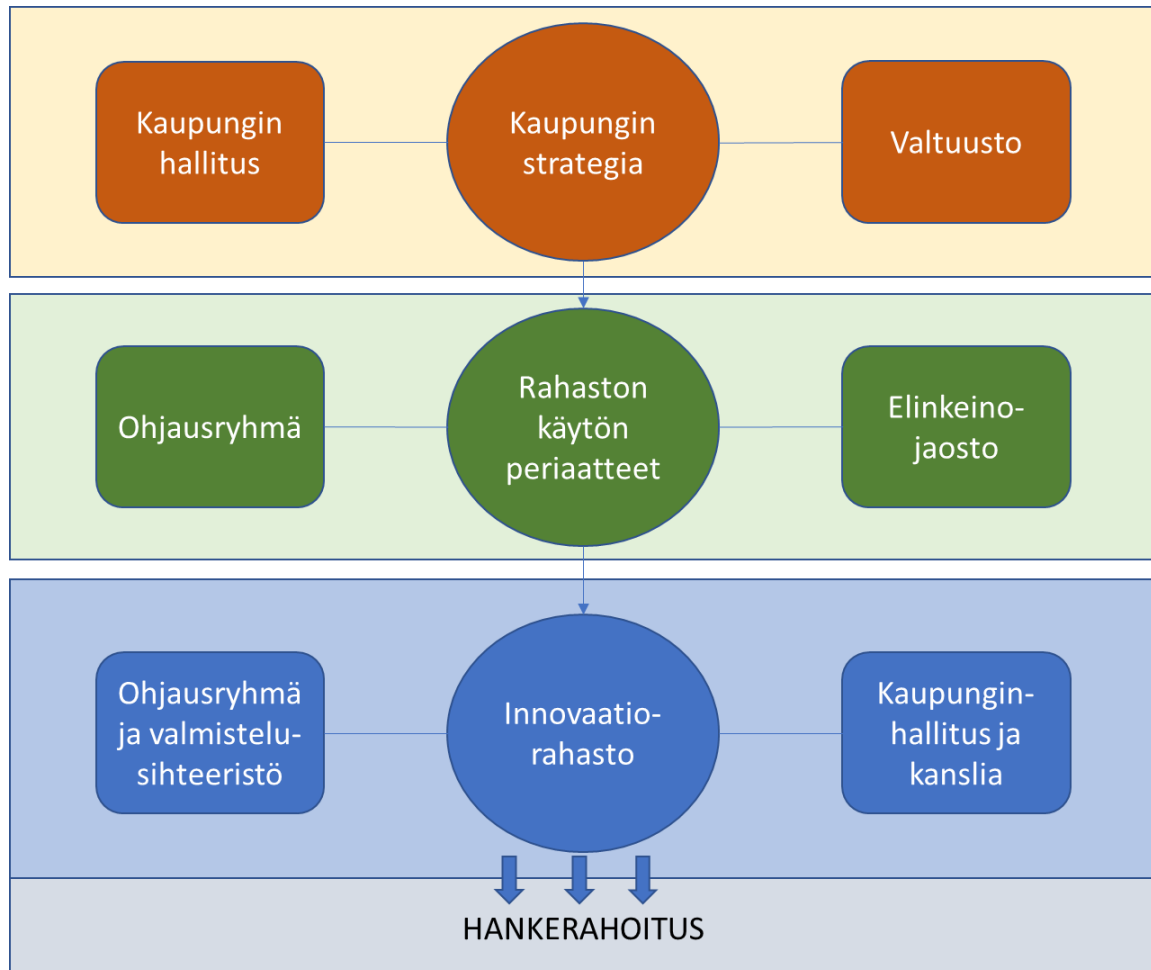 Kaupungin
hallitus
Kaupungin
strategia
Valtuusto
Ohjausryhmä
Rahaston
käytön
periaatteet
Elinkeino-
jaosto
Ohjausryhmä
ja valmistelu-
sihteeristö
Innovaatio-
rahasto
Kaupungin-
hallitus ja
kanslia
HANKERAHOITUS